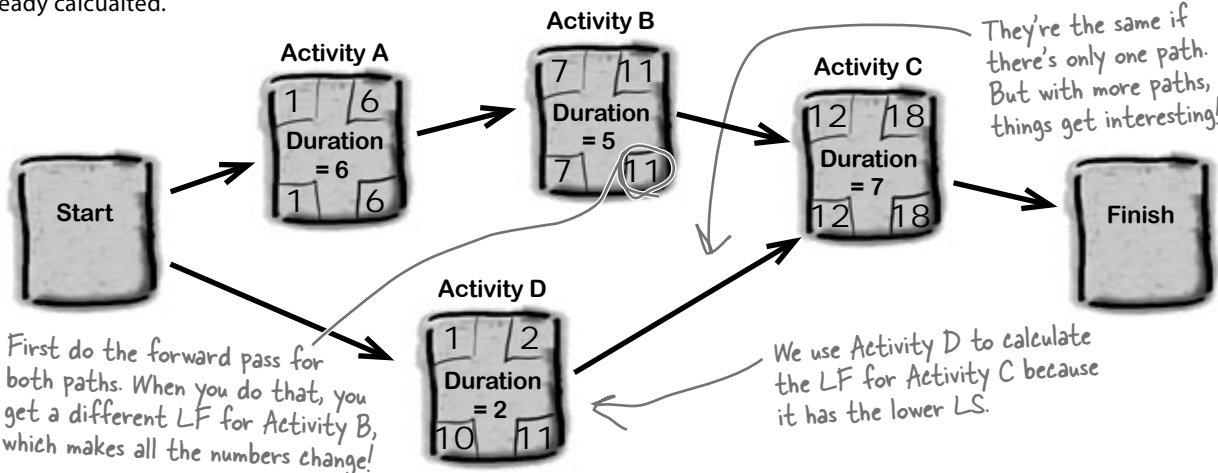 eady calcualted.
Activity B
They're the same if
there's only one path.
But with more paths,
things get interesting!
Activity A
Activity C
7 11
Duration
= 5
7 11
1 6
Duration
= 6
1 6
12 18
Duration
= 7
12 18
Start
Finish
Activity D
1 2
Duration
= 2
10 11
First do the forward pass for
both paths. When you do that, you
get a different LF for Activity B,
which makes all the numbers change!
We use Activity D to calculate
the LF for Activity C because
it has the lower LS.